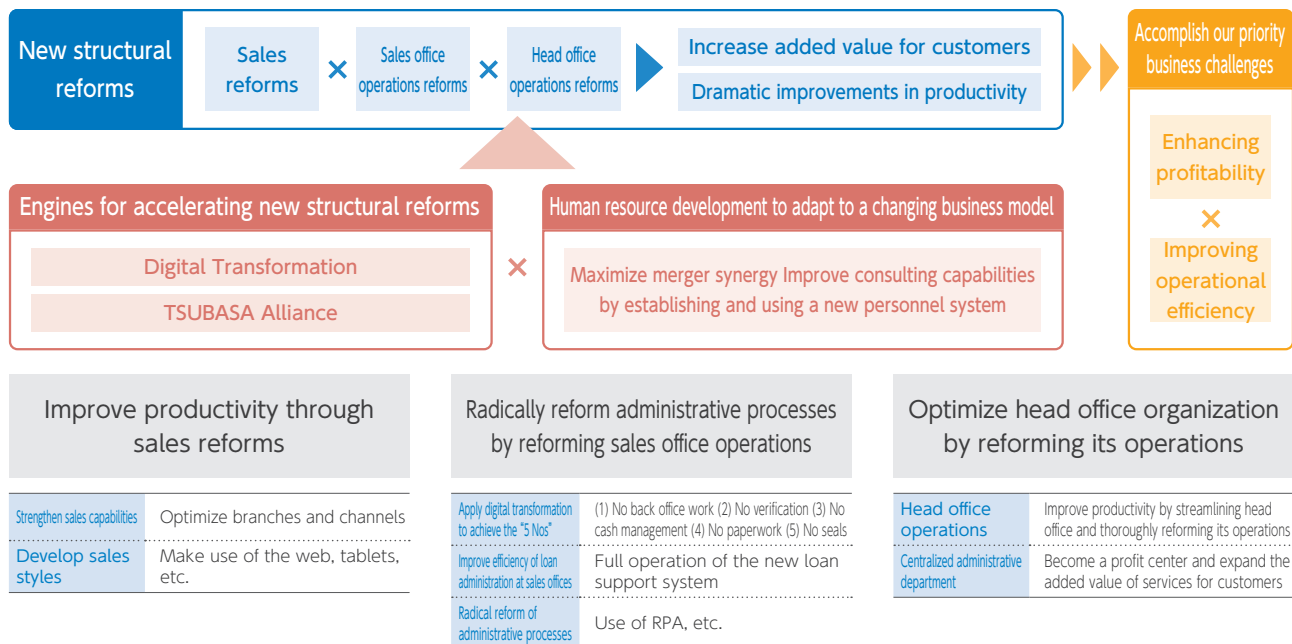 New structural
reforms
Sales
reforms
×
Sales office
operations reforms
×
Head office
operations reforms
Increase added value for customers
Dramatic improvements in productivity
Accomplish our priority
business challenges
Enhancing
profitability
×
Improving
operational
efficiency
Engines for accelerating new structural reforms
Digital Transformation
TSUBASA Alliance
×
Human resource development to adapt to a changing business model
Maximize merger synergy Improve consulting capabilities
by establishing and using a new personnel system
Improve productivity through
sales reforms
Strengthen sales capabilities
Optimize branches and channels
Develop sales
styles
Make use of the web, tablets,
etc.
Radically reform administrative processes
by reforming sales office operations
Apply digital transformation
to achieve the “5 Nos”
(1) No back office work (2) No verification (3) No
cash management (4) No paperwork (5) No seals
Improve efficiency of loan
administration at sales offices
Full operation of the new loan
support system
Radical reform of
administrative processes
Use of RPA, etc.
Optimize head office organization
by reforming its operations
Head office
operations
Improve productivity by streamlining head
office and thoroughly reforming its operations
Centralized administrative
department
Become a profit center and expand the
added value of services for customers